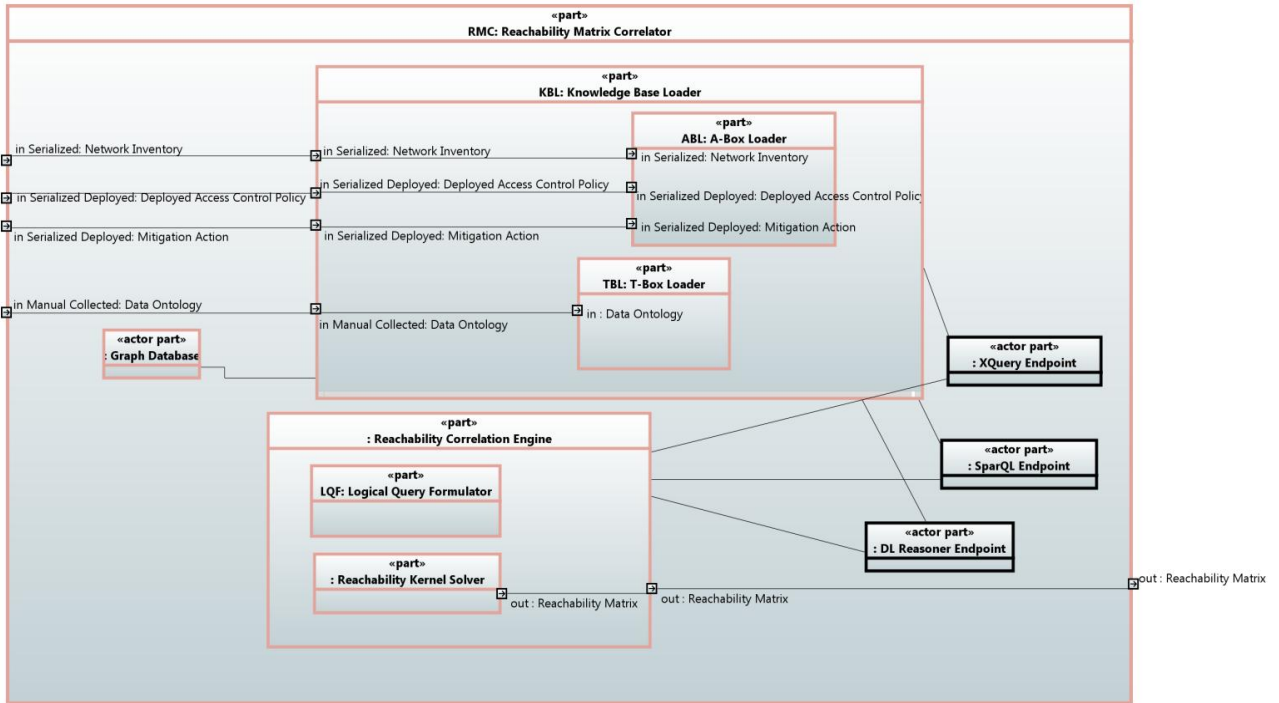 «part»
RMC: Reachability Matrix Correlator
«part»
KBL: Knowledge Base Loader
«part»
ABL: A-Box Loader
in Serialized: Network Inventory
in Serialized: Network Inventory
in Serialized: Network Inventory
in Serialized Deployed: Deployed Access Control Policy
in Serialized Deployed: Deployed Access Control Policy
in Serialized Deployed: Deployed Access Control Policy
in Serialized Deployed: Mitigation Action
in Serialized Deployed: Mitigation Action
in Serialized Deployed: Mitigation Action
«part»
TBL: T-Box Loader
in Manual Collected: Data Ontology
in Manual Collected: Data Ontology
in : Data Ontology
«actor part»
: Graph Database
«actor part»
: XQuery Endpoint
«part»
: Reachability Correlation Engine
«actor part»
: SparQL Endpoint
«part»
LQF: Logical Query Formulator
«actor part»
: DL Reasoner Endpoint
«part»
: Reachability Kernel Solver
out : Reachability Matrix
out : Reachability Matrix
out : Reachability Matrix